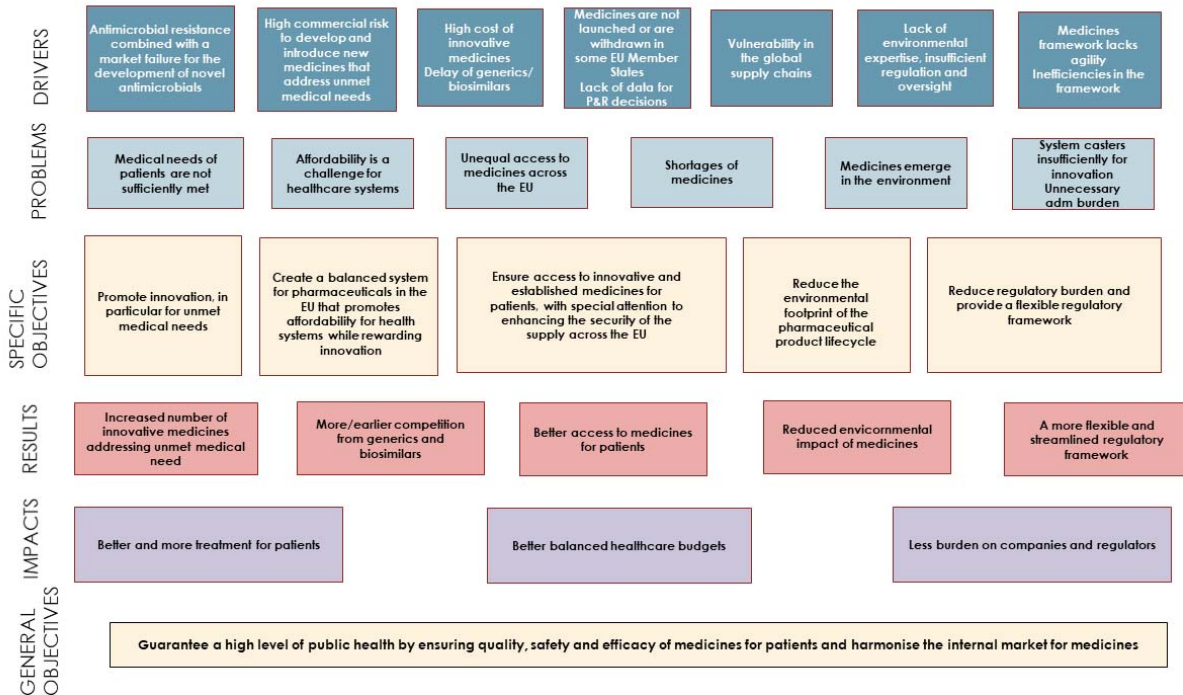 DRIVERS
Antimicrobial resistance
combined with a
market failure for the
development of novel
antimicrobials
High commercial risk
to develop and
introduce new
medicines that
address unmet
medical needs
High cost of
innovative
medicines
Delay of generics/
biosimilars
Medicines are not
launched or are
withdrawn in
some EU Member
States
Lack of data for
P&R decisions
Vulnerability in
the global
supply chains
Lack of
environmental
expertise, insufficient
regulation and
oversight
Medicines
framework lacks
agility
Inefficiencies in the
framework
PROBLEMS
Medical needs of
patients are not
sufficiently met
Affordability is a
challenge for
healthcare systems
Unequal access to
medicines across
the EU
Shortages of
medicines
Medicines emerge
in the environment
System casters
insufficiently for
innovation
Unnecessary
adm burden
SPECIFIC
OBJECTIVES
Promote innovation, in
particular for unmet
medical needs
Create a balanced system
for pharmaceuticals in the
EU that promotes
affordability for health
systems while rewarding
innovation
Ensure access to innovative and
established medicines for
patients, with special attention to
enhancing the security of the
supply across the EU
Reduce the
environmental
footprint of the
pharmaceutical
product lifecycle
Reduce regulatory burden and
provide a flexible regulatory
framework
RESULTS
Increased number of
innovative medicines
addressing unmet medical
need
More/earlier competition
from generics and
biosimilars
Better access to medicines
for patients
Reduced envicornmental
impact of medicines
A more flexible and
streamlined regulatory
framework
IMPACTS
Better and more treatment for patients
Better balanced healthcare budgets
Less burden on companies and regulators
GENERAL
OBJECTIVES
Guarantee a high level of public health by ensuring quality, safety and efficacy of medicines for patients and harmonise the internal market for medicines